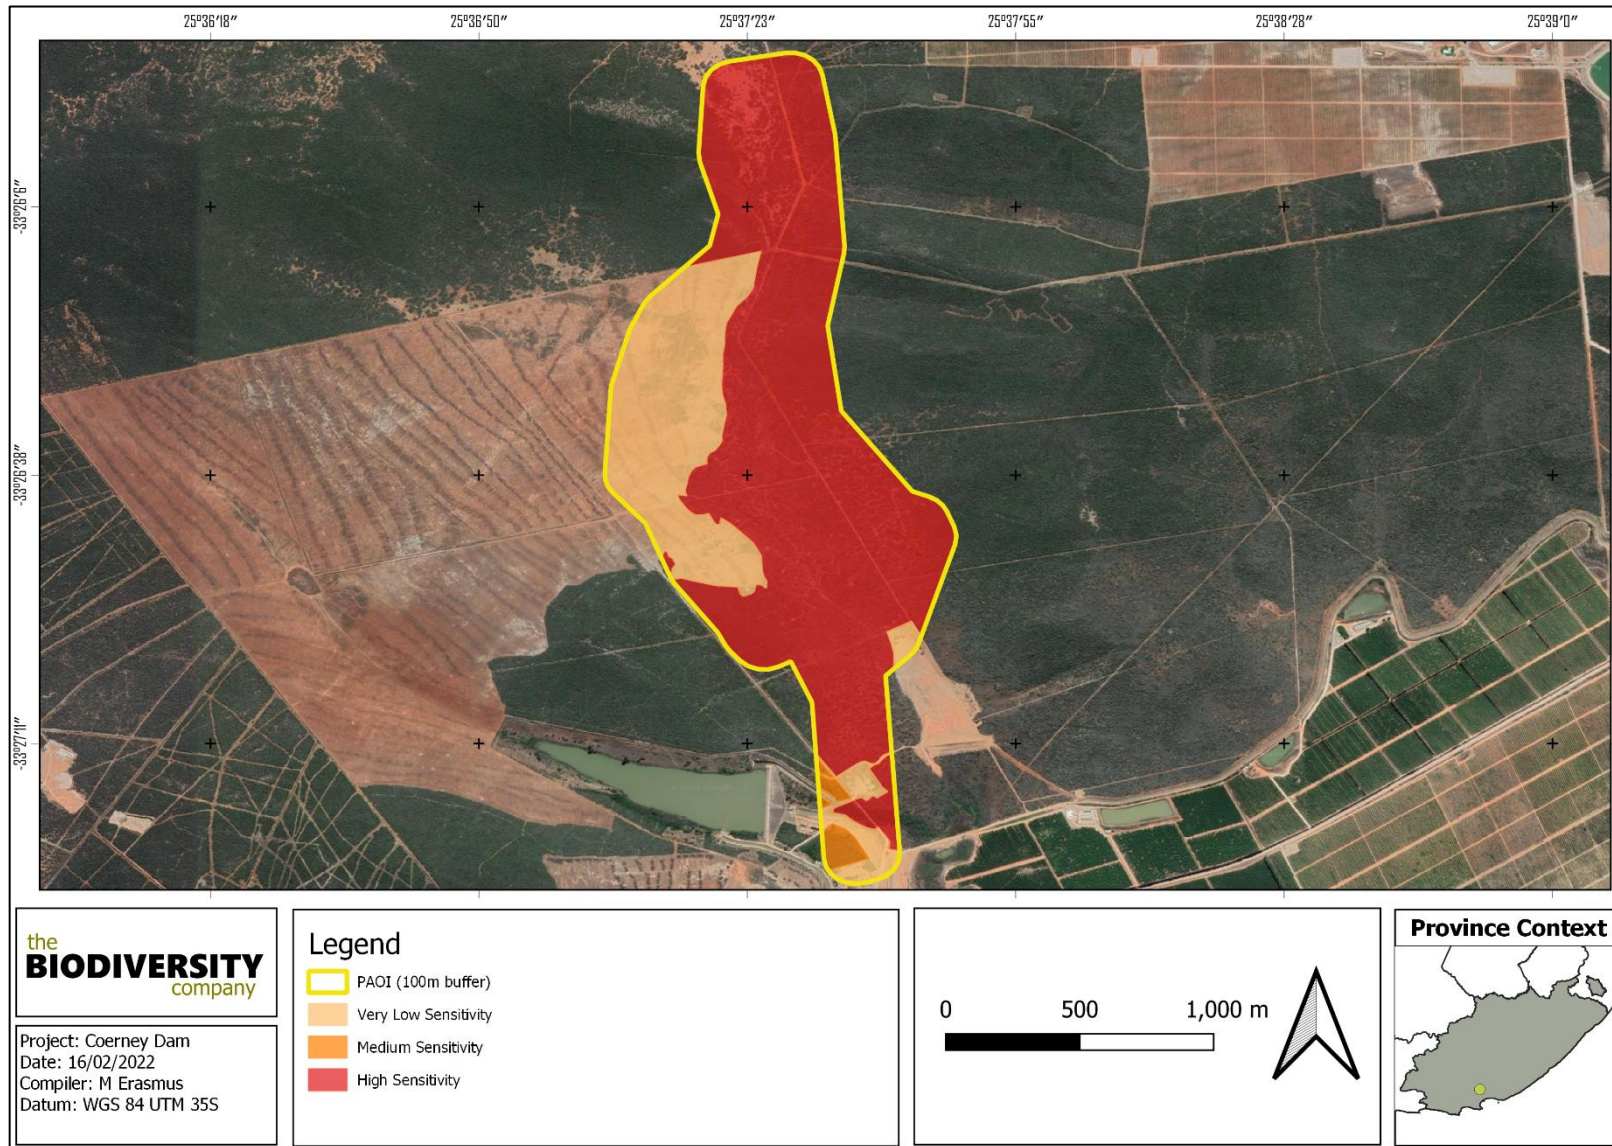 25°36'18"
25°36'50"
25°37'23"
25°37'55"
25°38'28"
25°39'0"
-33°26'6"
-33°26'38"
-33°27'11"
the
BIODIVERSITY
company
Project: Coerney Dam
Date: 16/02/2022
Compiler: M Erasmus
Datum: WGS 84 UTM 35S
Legend
PAOI (100m buffer)
Very Low Sensitivity
Medium Sensitivity
High Sensitivity
0 500 1,000 m
Province Context